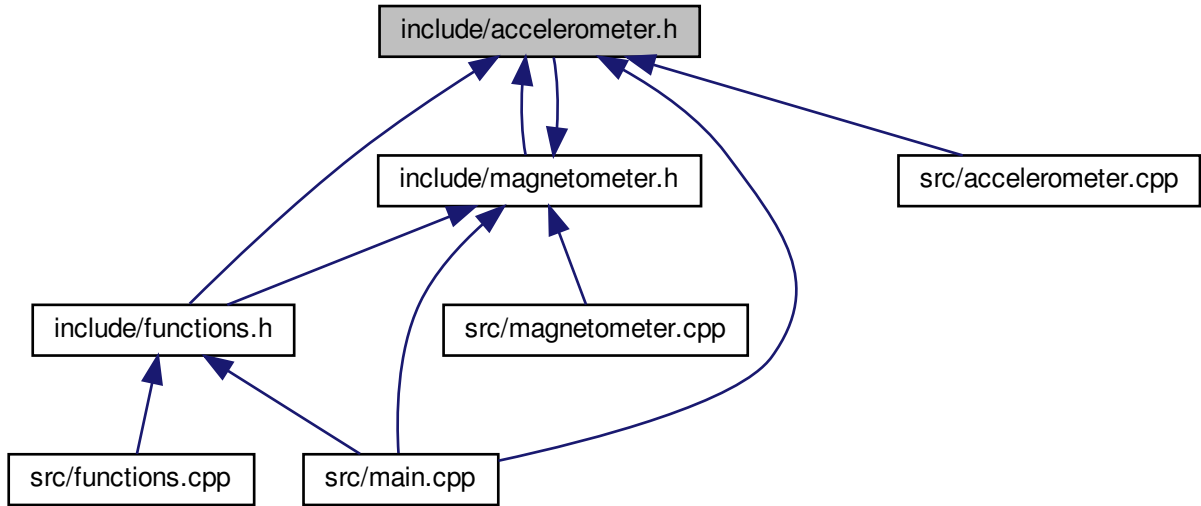 include/accelerometer.h
include/magnetometer.h
src/accelerometer.cpp
include/functions.h
src/magnetometer.cpp
src/functions.cpp
src/main.cpp